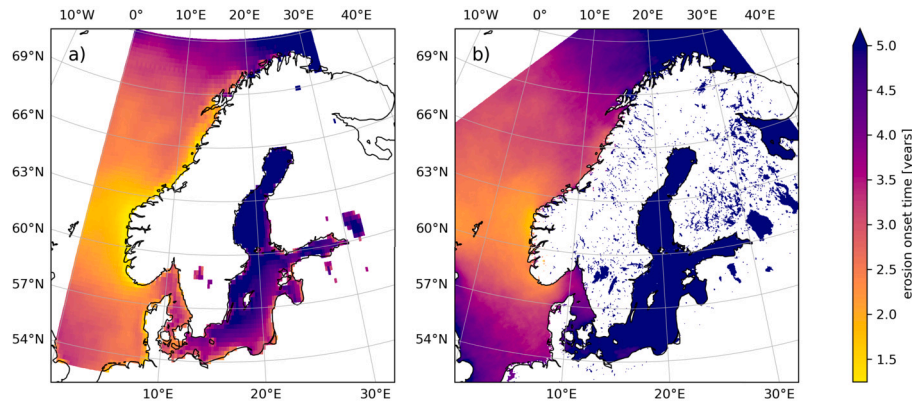 10°W 0° 10°E 20°E 30°E 40°E
10°W 0° 10°E 20°E 30°E 40°E
a)
b)
69°N
66°N
63°N
60°N
57°N
54°N
10°E 20°E 30°E
69°N
66°N
63°N
60°N
57°N
54°N
10°E 20°E 30°E
5.0
4.5
4.0
3.5
3.0
2.5
2.0
1.5
erosion onset time [years]